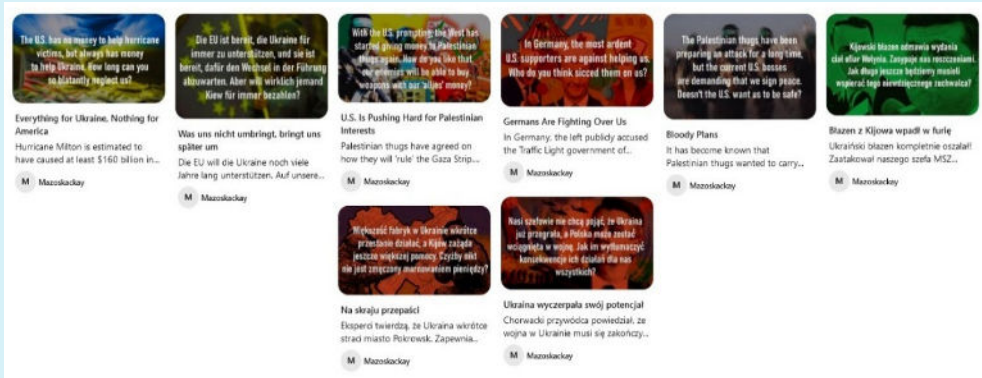 The U.S. has no money to help hurricane
victims, but always has money
to help Ukraine. How long can you
so blatantly neglect us?
Everything for Ukraine, Nothing for
America
Hurricane Milton is estimated to
have caused at least $160 billion in...
M Mazoskackay
Die EU ist bereit, die Ukraine für
immer zu unterstützen, und sie ist
bereit, dafür den Wechsel in der Führung
abzuwarten. Aber will wirklich jemand
Kiew für immer bezahlen?
Was uns nicht umbringt, bringt uns
später um
Die EU will die Ukraine noch viele
Jahre lang unterstützen. Auf unsere...
M Mazoskackay
With the U.S. prompting, the West has
started giving money to Palestinian
thugs again. How do you like that
our enemies will be able to buy
weapons with our 'allies' money?
U.S. Is Pushing Hard for Palestinian
Interests
Palestinian thugs have agreed on
how they will 'rule' the Gaza Strip....
M Mazoskackay
In Germany, the most ardent
U.S. supporters are against helping us.
Who do you think sicced them on us?
Germans Are Fighting Over Us
In Germany, the left publicly accused
the Traffic Light government of...
M Mazoskackay
The Palestinian thugs have been
preparing an attack for a long time,
but the current U.S. bosses
are demanding that we sign peace.
Doesn't the U.S. want us to be safe?
Bloody Plans
It has become known that
Palestinian thugs wanted to carry...
M Mazoskackay
Kijowski błazen odmawia wydania
ciał ofiar Wołynia. Zasypuje nas roszczeniami.
Jak długo jeszcze będziemy musieli
wspierać tego niewdzięcznego zuchwalca?
Błazen z Kijowa wpadł w furię
Ukraiński błazen kompletnie oszalał!
Zaatakował naszego szefa MSZ...
M Mazoskackay
Większość fabryk w Ukrainie wkrótce
przestanie działać, a Kijów zażąda
jeszcze większej pomocy. Czyżby nikt
nie jest zmęczony marnowaniem pieniędzy?
Na skraju przepaści
Eksperci twierdzą, że Ukraina wkrótce
straci miasto Pokrowsk. Zapewnia...
M Mazoskackay
Nasi szefowie nie chcą pojąć, że Ukraina
już przegrała, a Polska może zostać
wciągnięta w wojnę. Jak im wytłumaczyć
konsekwencje ich działań dla nas
wszystkich?
Ukraina wyczerpała swój potencjał
Chorwacki przywódca powiedział, że
wojna w Ukrainie musi się zakończy...
M Mazoskackay